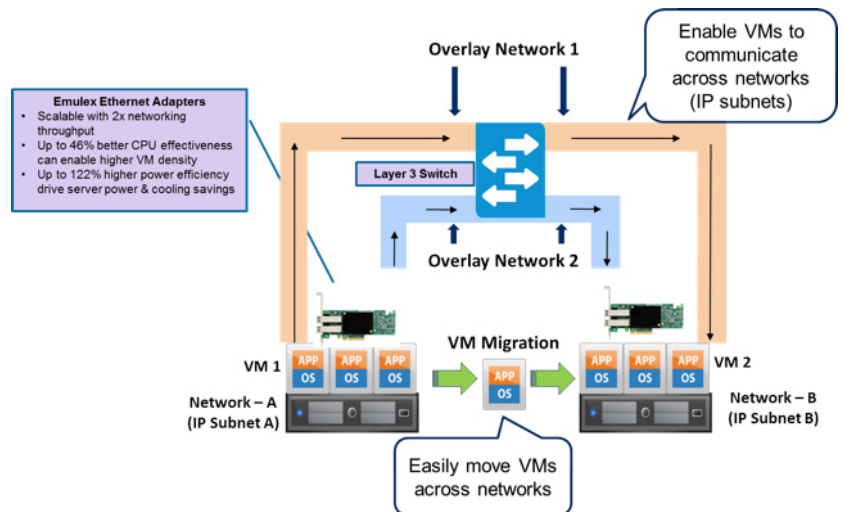 Overlay Network 1
Enable VMs to
communicate
across networks
(IP subnets)
Emulex Ethernet Adapters
• Scalable with 2x networking
throughput
• Up to 46% better CPU effectiveness
can enable higher VM density
• Up to 122% higher power efficiency
drive server power & cooling savings
Layer 3 Switch
Overlay Network 2
VM Migration
VM 1
APP
OS
APP
OS
APP
OS
APP
OS
APP
OS
APP
OS
APP
OS
VM 2
Network – A
(IP Subnet A)
Network – B
(IP Subnet B)
Easily move VMs
across networks